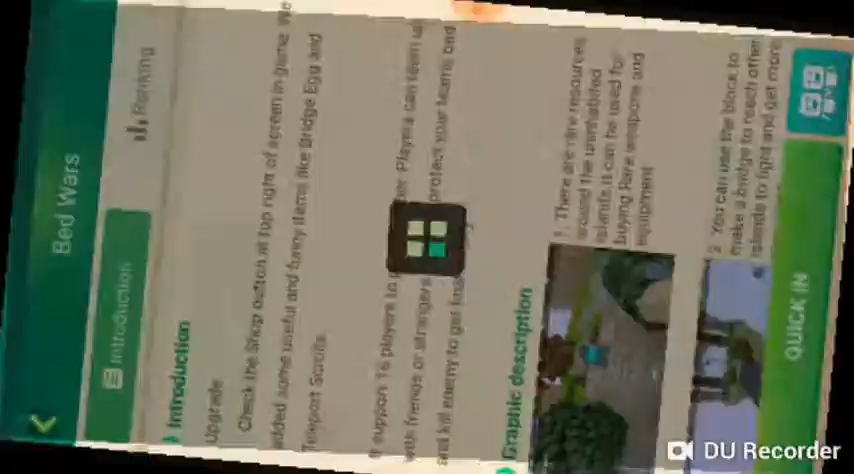 Bed Wars
Introduction
Ranking
Introduction
Upgrade
Check the Shop button at top right of screen in game. We
added some useful and funny items like Bridge Egg and
Teleport Scrolls.
It support 16 players to Players can team up
with friends or strangers protect your Matrix and
and kill enemy to get
Graphic description
1. There are rare resources
around the uninhabited
islands.It can be used for
buying Rare weapons and
equipment
2. You can use the block to
make a bridge to reach other
islands to fight and get more
QUICK IN
DU Recorder